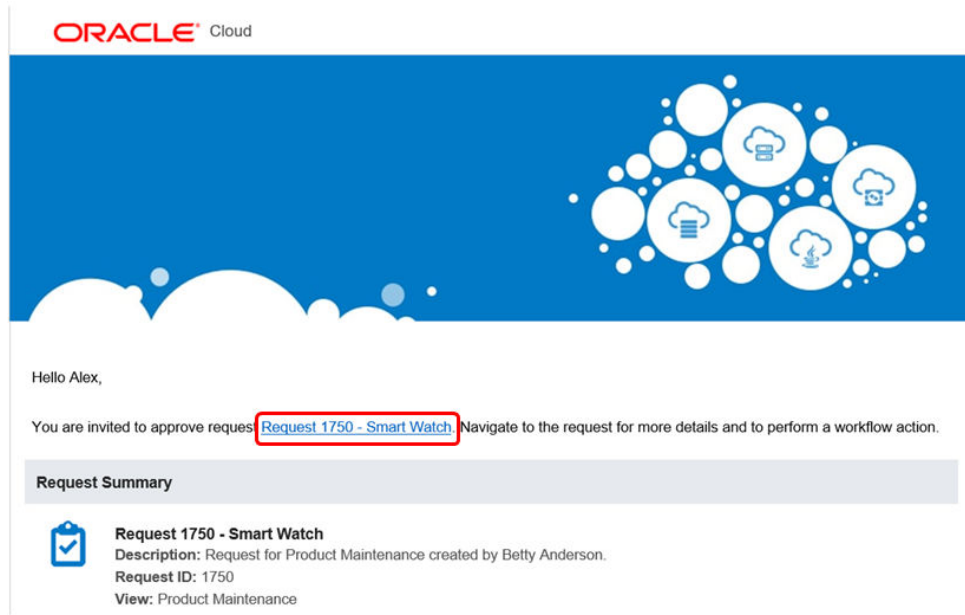 ORACLE® Cloud
Hello Alex,
You are invited to approve request Request 1750 - Smart Watch. Navigate to the request for more details and to perform a workflow action.
Request Summary
Request 1750 - Smart Watch
Description: Request for Product Maintenance created by Betty Anderson.
Request ID: 1750
View: Product Maintenance